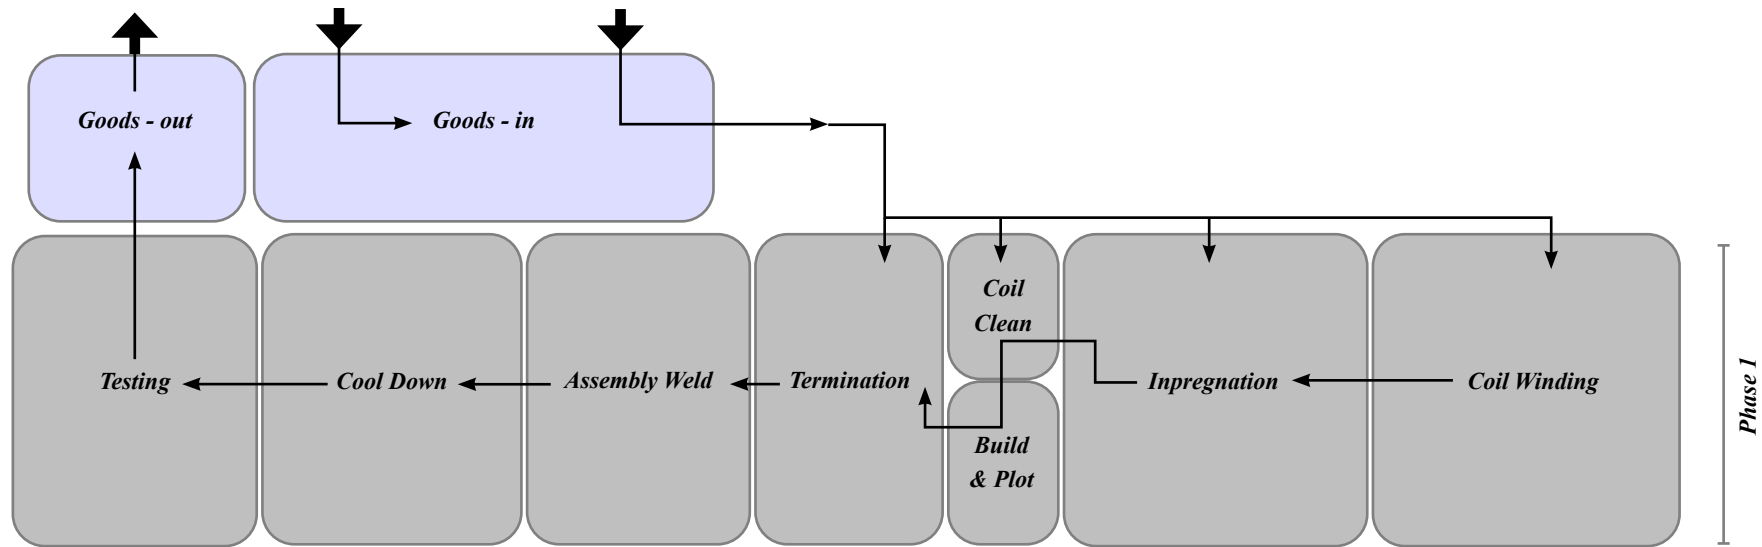 Goods - out
Goods - in
Coil
Clean
Testing
Cool Down
Assembly Weld
Termination
Inpregnation
Coil Winding
Build
& Plot
Phase 1